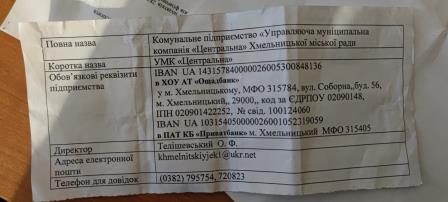 Повна назва
Комунальне підприємство «Управляюча муніципальна
компанія «Центральна» Хмельницької міської ради
Коротка назва
УМК «Центральна»
Обов'язкові реквізити
підприємства
IBAN UA 143157840000026005300848136
в ХОУ АТ «Ощадбанк»
у м. Хмельницькому, МФО 315784, вул. Соборна,,буд. 56,
м. Хмельницький,, 29000,, код за ЄДРПОУ 02090148,
ІПН 020901422252, № свід. 100124060
IBAN UA 103154050000026001052319059
в ПАТ КБ «Приватбанк» м. Хмельницький МФО 315405
Директор
Телішевський О. Ф.
Адреса електронної
пошти
khmelnitskiyjek1@ukr.net
Телефон для довідок
(0382) 795754, 720823